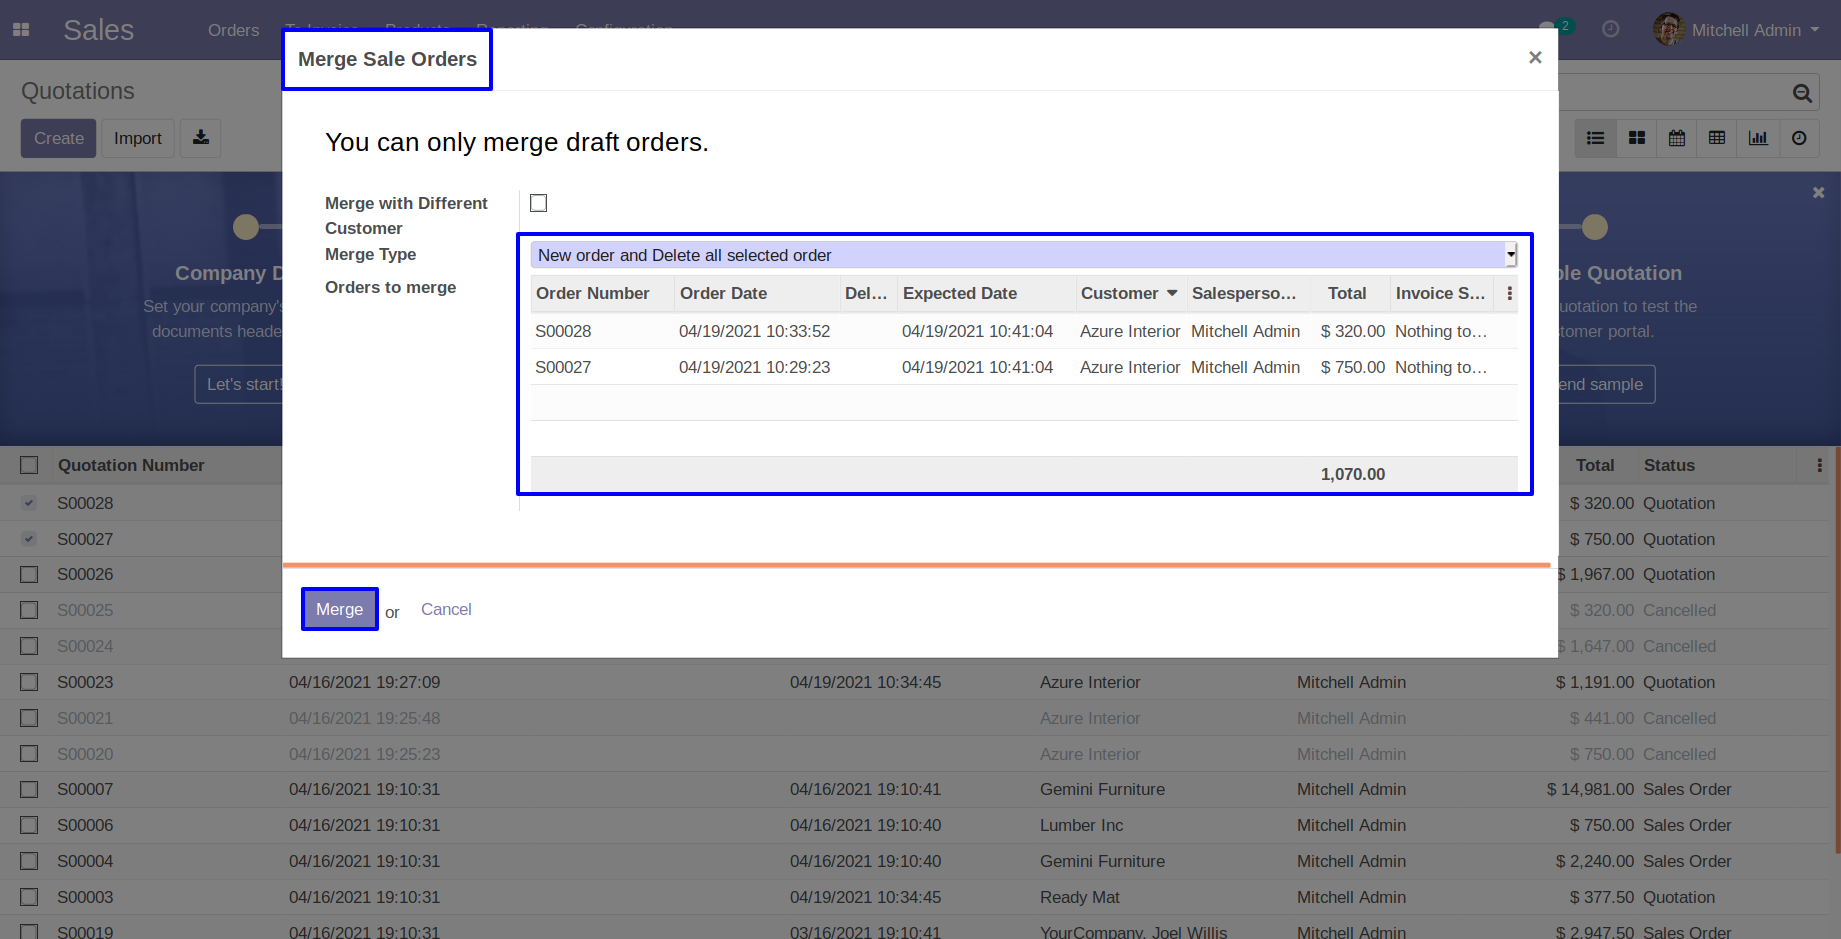 Sales Orders To Invoice Products Reporting Configuration 2 Mitchell Admin
Merge Sale Orders ×
Quotations
Create Import
You can only merge draft orders.
Merge with Different
Customer
Merge Type New order and Delete all selected order
Orders to merge
Order Number Order Date Del... Expected Date Customer Salesperso... Total Invoice S...
S00028 04/19/2021 10:33:52 04/19/2021 10:41:04 Azure Interior Mitchell Admin $ 320.00 Nothing to...
S00027 04/19/2021 10:29:23 04/19/2021 10:41:04 Azure Interior Mitchell Admin $ 750.00 Nothing to...
1,070.00
Merge or Cancel
Company D
Set your company's
documents heade
Let's start!
ple Quotation
uotation to test the
tomer portal.
end sample
Quotation Number Total Status
S00028 $ 320.00 Quotation
S00027 $ 750.00 Quotation
S00026 $ 1,967.00 Quotation
S00025 $ 320.00 Cancelled
S00024 $ 1,647.00 Cancelled
S00023 04/16/2021 19:27:09 04/19/2021 10:34:45 Azure Interior Mitchell Admin $ 1,191.00 Quotation
S00021 04/16/2021 19:25:48 Azure Interior Mitchell Admin $ 441.00 Cancelled
S00020 04/16/2021 19:25:23 Azure Interior Mitchell Admin $ 750.00 Cancelled
S00007 04/16/2021 19:10:31 04/16/2021 19:10:41 Gemini Furniture Mitchell Admin $ 14,981.00 Sales Order
S00006 04/16/2021 19:10:31 04/16/2021 19:10:40 Lumber Inc Mitchell Admin $ 750.00 Sales Order
S00004 04/16/2021 19:10:31 04/16/2021 19:10:40 Gemini Furniture Mitchell Admin $ 2,240.00 Sales Order
S00003 04/16/2021 19:10:31 04/19/2021 10:34:45 Ready Mat Mitchell Admin $ 377.50 Quotation
S00019 04/16/2021 19:10:31 03/16/2021 19:10:41 YourCompany, Joel Willis Mitchell Admin $ 2,947.50 Sales Order